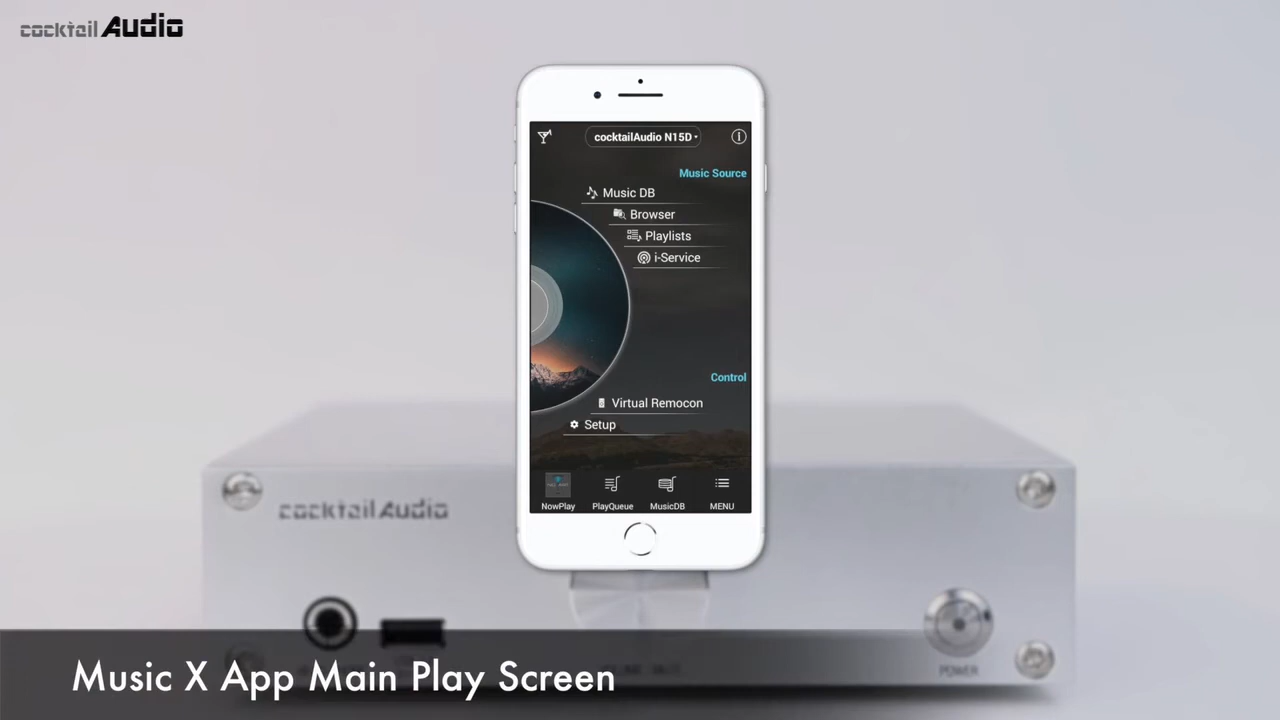 cocktailAudio
cocktailAudio N15D
Music Source
Music DB
Browser
Playlists
i-Service
Control
Virtual Remocon
Setup
NowPlay
PlayQueue
MusicDB
MENU
cocktailAudio
POWER
Music X App Main Play Screen